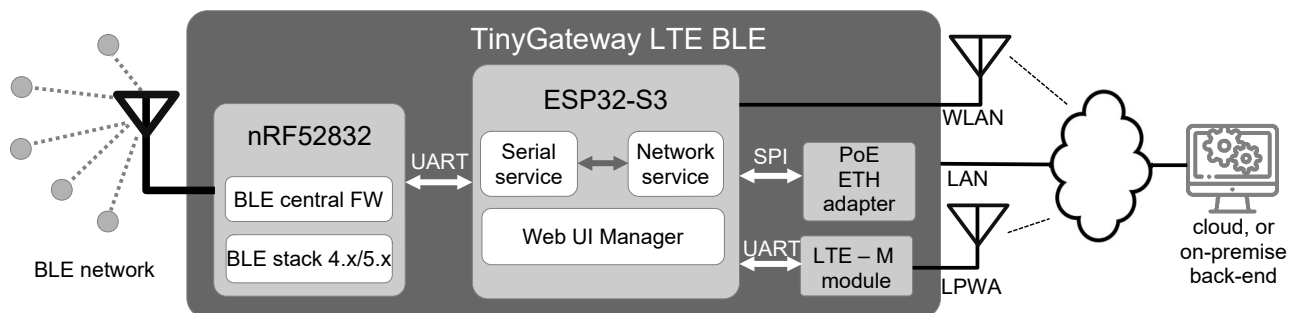 TinyGateway LTE BLE
BLE network
nRF52832
BLE central FW
BLE stack 4.x/5.x
UART
ESP32-S3
Serial
service
Network
service
Web UI Manager
SPI
UART
PoE
ETH
adapter
LTE – M
module
WLAN
LAN
LPWA
cloud, or
on-premise
back-end